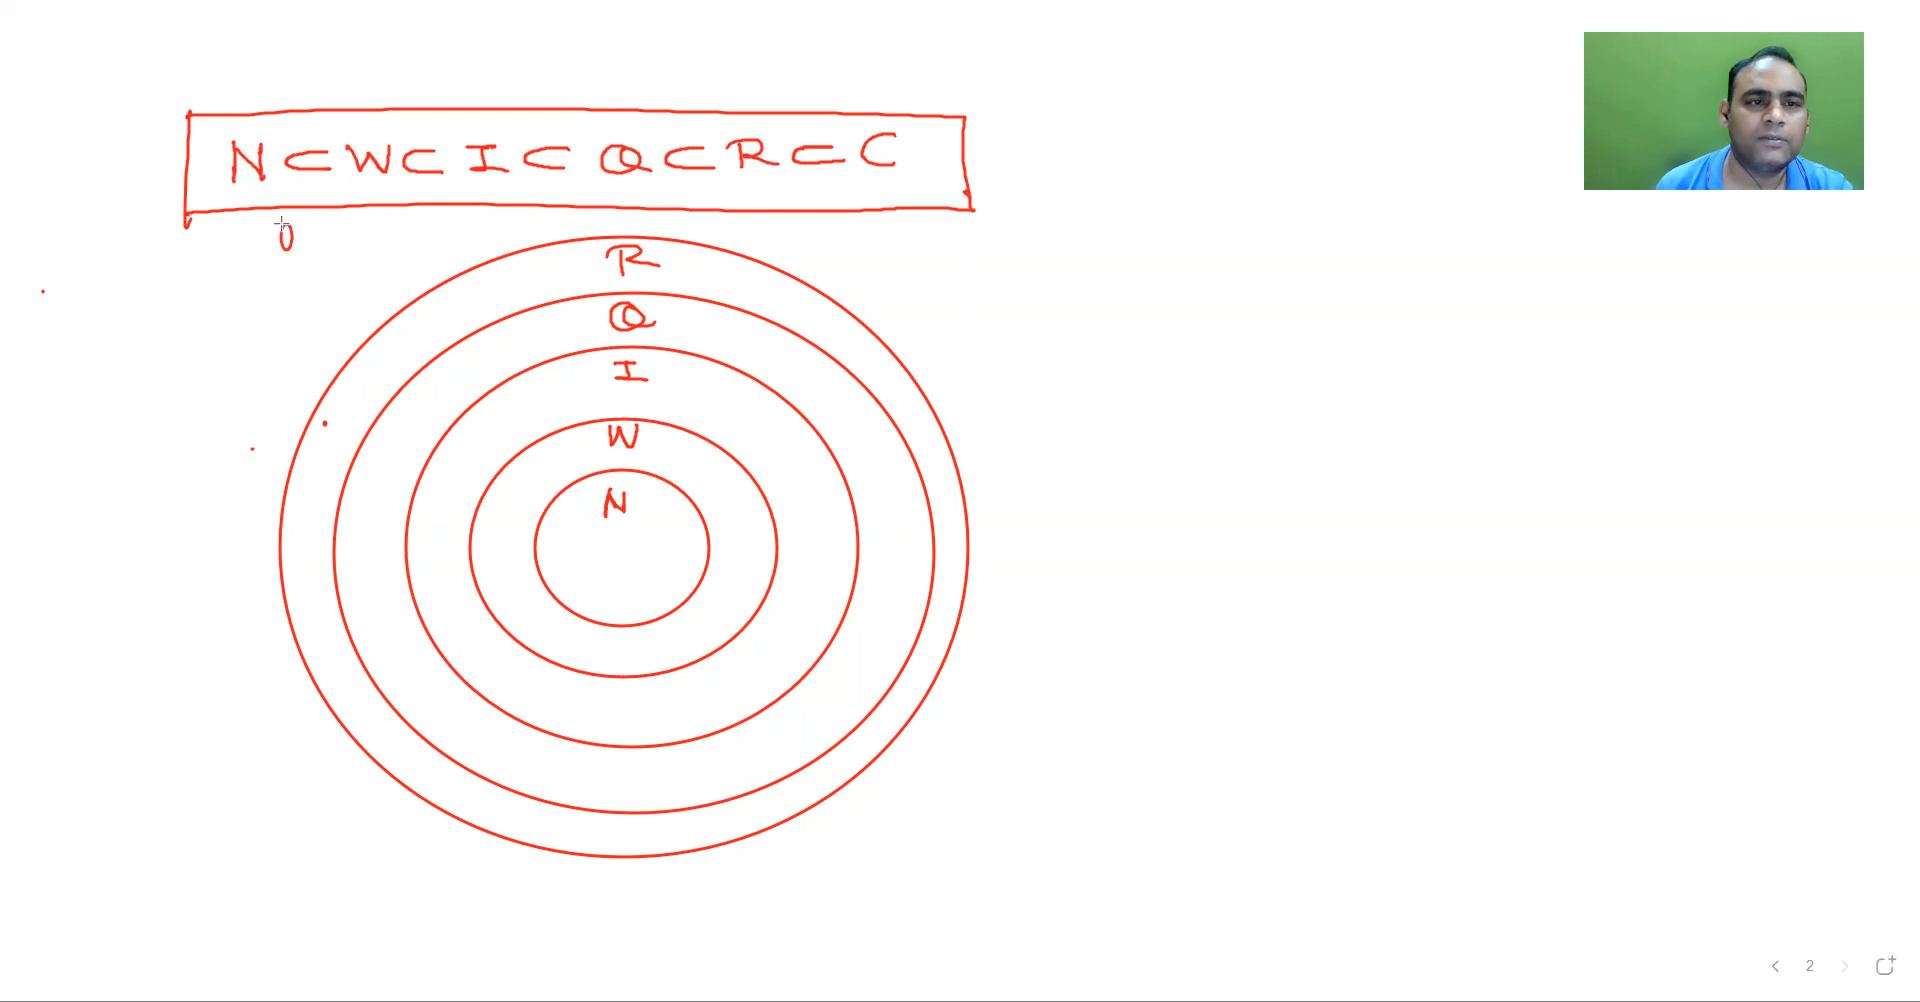 N ⊂ W ⊂ I ⊂ Q ⊂ R ⊂ C
0
R
Q
I
W
N
2